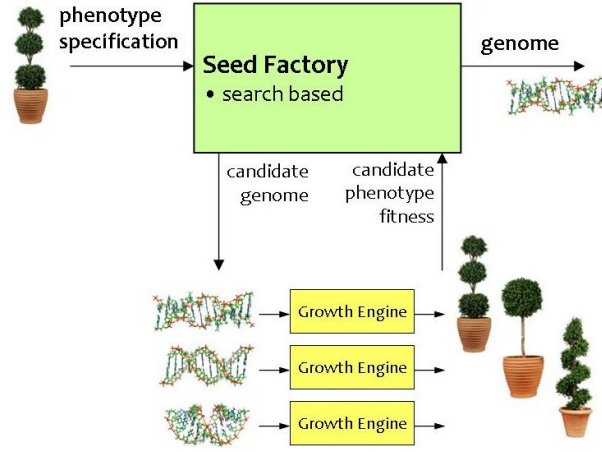 phenotype
specification
Seed Factory
• search based
genome
candidate
genome
candidate
phenotype
fitness
Growth Engine
Growth Engine
Growth Engine